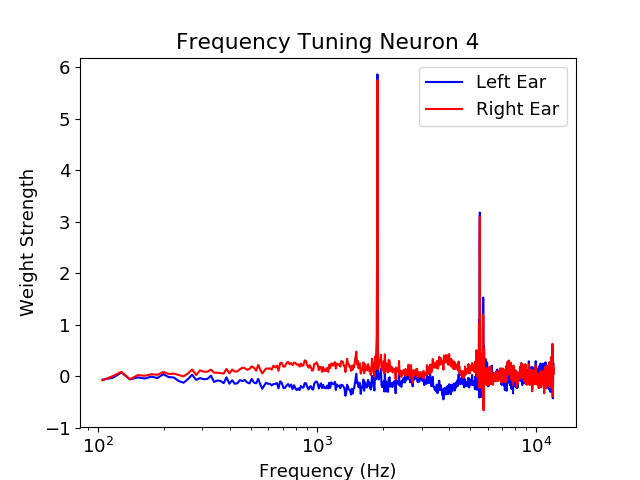 Frequency Tuning Neuron 4
Left Ear
Right Ear
6
5
4
3
2
1
0
−1
Weight Strength
10²
10³
10⁴
Frequency (Hz)